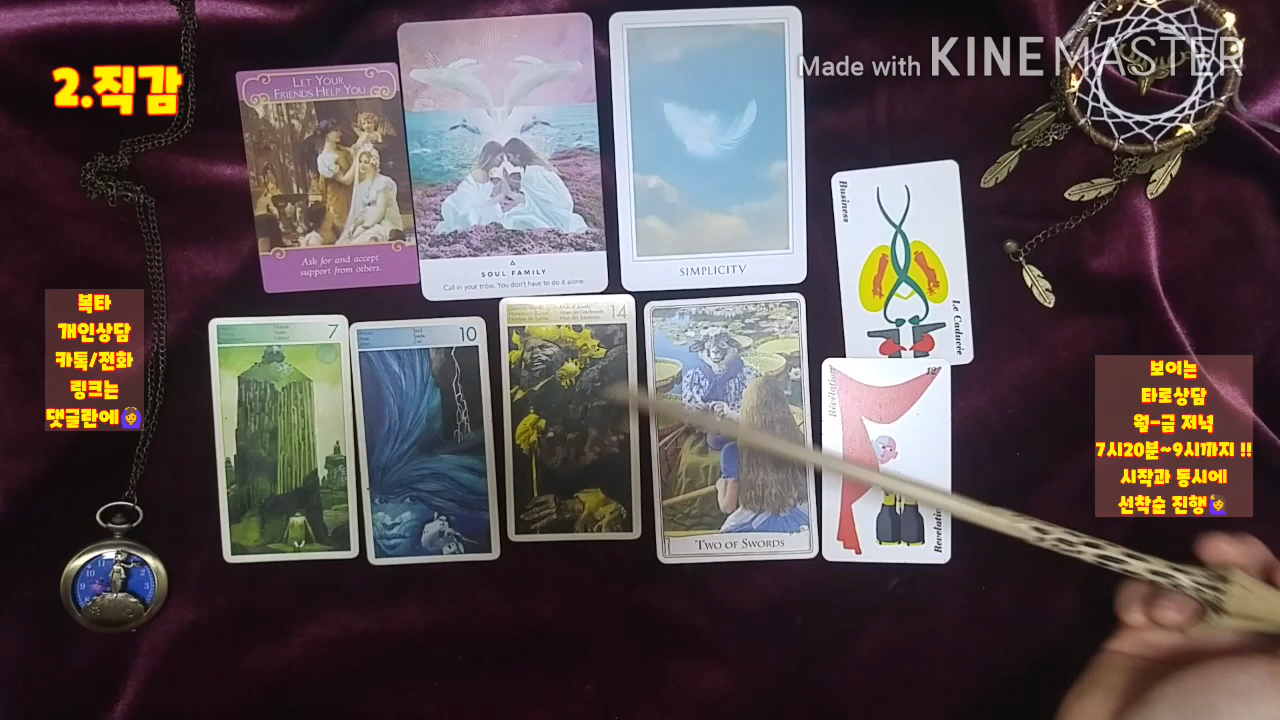 2.직감
Made with KINEMASTER
LET YOUR
FRIENDS HELP YOU
Ask for and accept
support from others.
SOUL FAMILY
Call in your tribe. You don't have to do it alone.
SIMPLICITY
Business
Le Caducée
7
10
14
TWO OF SWORDS
12
Révélation
복타
개인상담
카톡/전화
링크는
댓글란에🙆‍♀️
보이는
타로상담
월-금 저녁
7시20분~9시까지 !!
시작과 동시에
선착순 진행🙋‍♀️